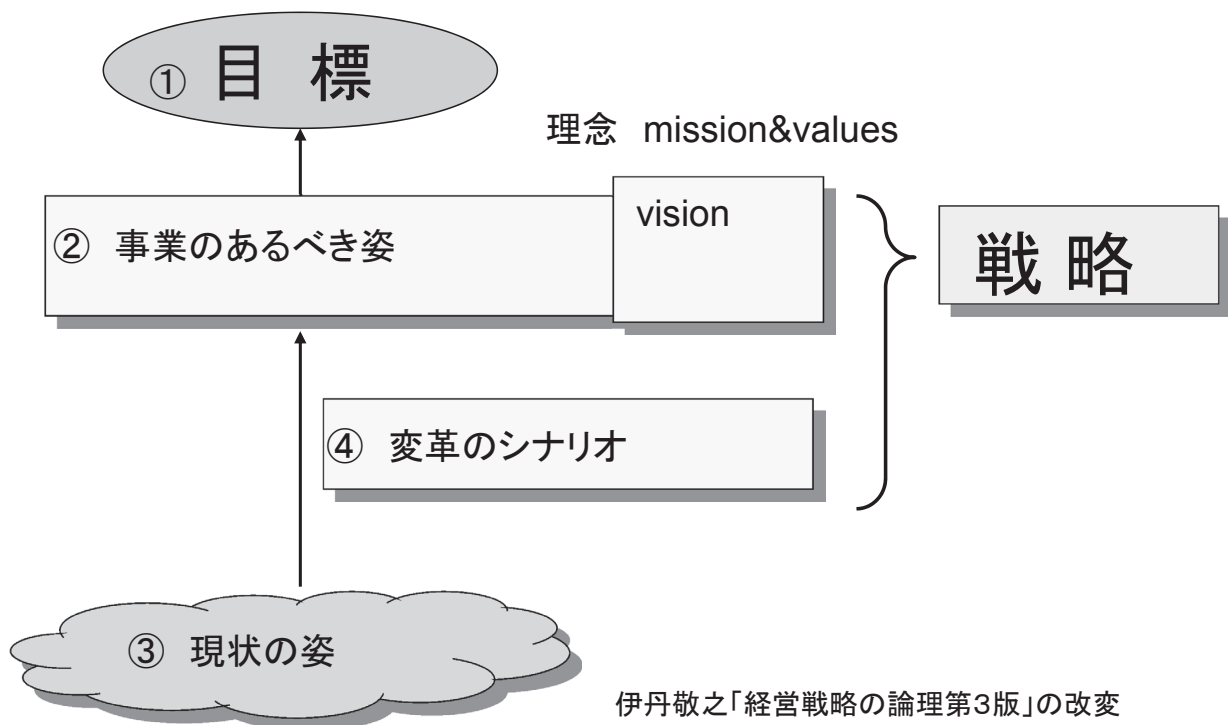 ① 目 標
理念 mission&values
② 事業のあるべき姿
vision
戦 略
④ 変革のシナリオ
③ 現状の姿
伊丹敬之「経営戦略の論理第3版」の改変